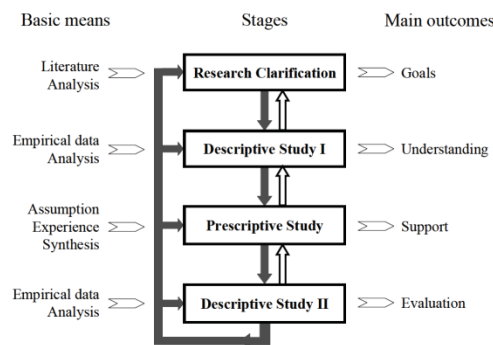 Basic means Stages Main outcomes
Literature
Analysis
Research Clarification
Goals
Empirical data
Analysis
Descriptive Study I
Understanding
Assumption
Experience
Synthesis
Prescriptive Study
Support
Empirical data
Analysis
Descriptive Study II
Evaluation